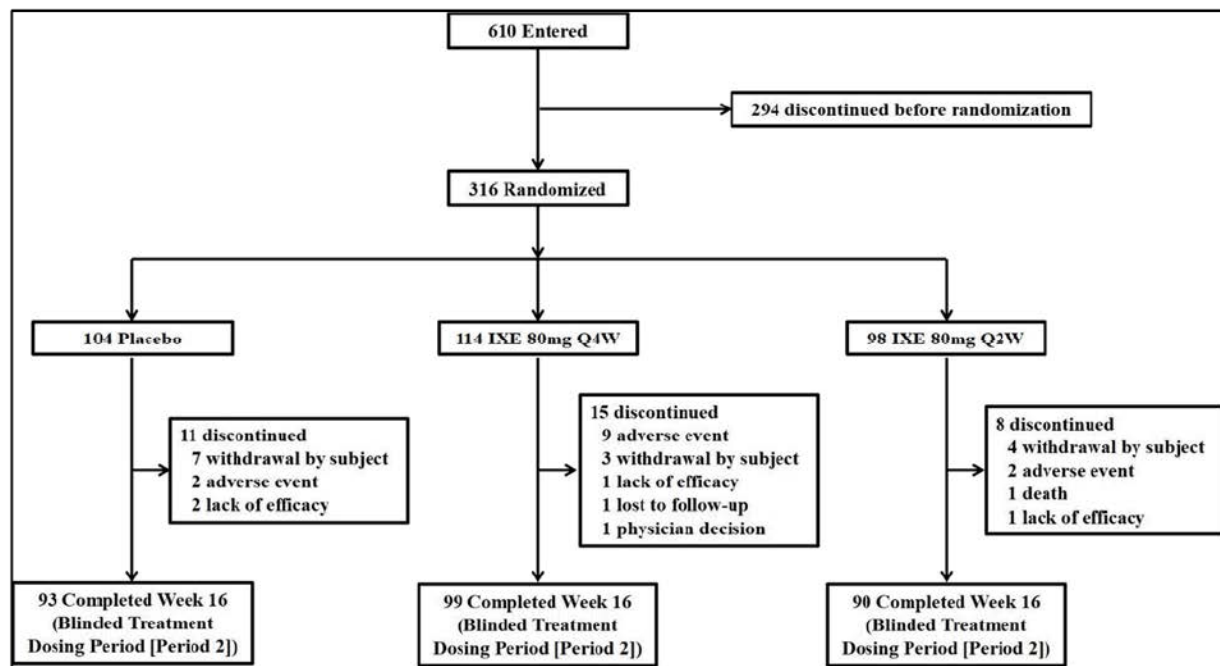 610 Entered
294 discontinued before randomization
316 Randomized
104 Placebo
114 IXE 80mg Q4W
98 IXE 80mg Q2W
11 discontinued
7 withdrawal by subject
2 adverse event
2 lack of efficacy
15 discontinued
9 adverse event
3 withdrawal by subject
1 lack of efficacy
1 lost to follow-up
1 physician decision
8 discontinued
4 withdrawal by subject
2 adverse event
1 death
1 lack of efficacy
93 Completed Week 16
(Blinded Treatment
Dosing Period [Period 2])
99 Completed Week 16
(Blinded Treatment
Dosing Period [Period 2])
90 Completed Week 16
(Blinded Treatment
Dosing Period [Period 2])